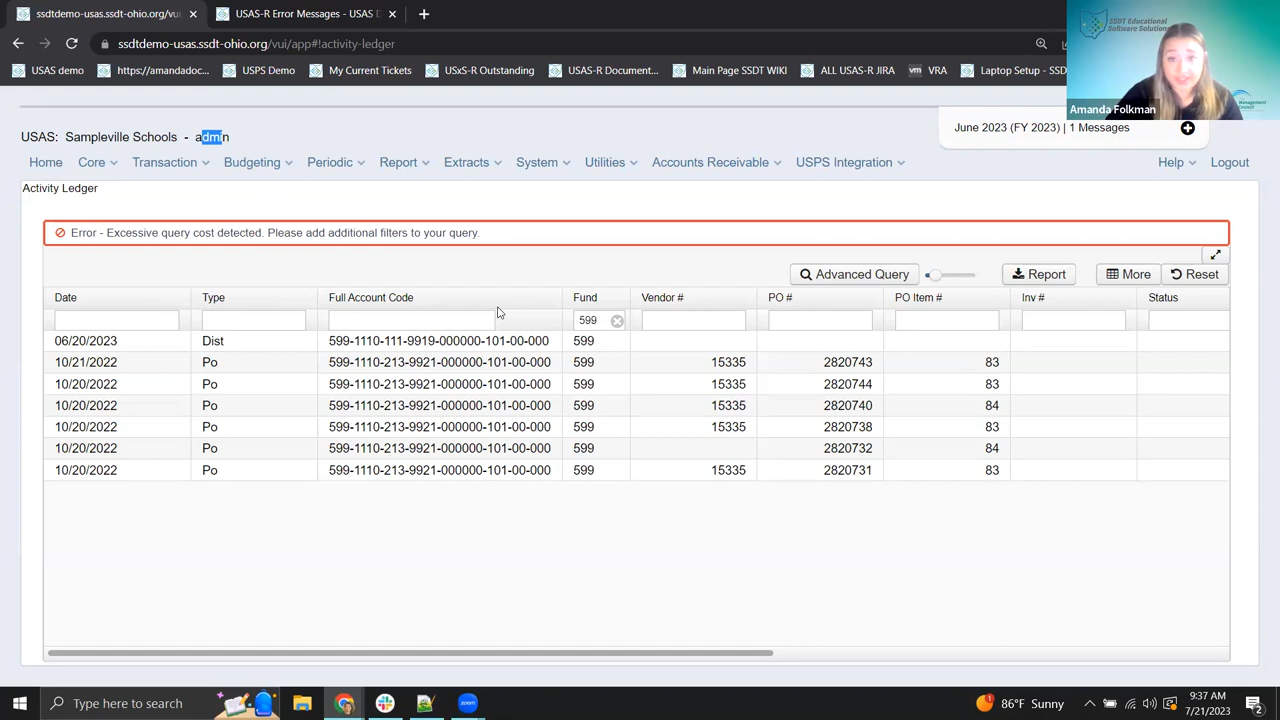 ssdtdemo-usas.ssdt-ohio.org/vui
USAS-R Error Messages - USAS D
ssdtdemo-usas.ssdt-ohio.org/vui/app#!activity-ledger
USAS demo
https://amandadoc...
USPS Demo
My Current Tickets
USxS-R Outstanding
USAS-R Document...
Main Page SSDT WIKI
ALL USAS-R JIRA
VRA
Laptop Setup - SSD
SSDT Educational
Software Solutions
Management
Council
Amanda Folkman
USAS: Sampleville Schools - admin
June 2023 (FY 2023) | 1 Messages
Home Core Transaction Budgeting Periodic Report Extracts System Utilities Accounts Receivable USPS Integration Help Logout
Activity Ledger
Error - Excessive query cost detected. Please add additional filters to your query.
Advanced Query Report More Reset
Date Type Full Account Code Fund Vendor # PO # PO Item # Inv # Status
599
06/20/2023 Dist 599-1110-111-9919-000000-101-00-000 599
10/21/2022 Po 599-1110-213-9921-000000-101-00-000 599 15335 2820743 83
10/20/2022 Po 599-1110-213-9921-000000-101-00-000 599 15335 2820744 83
10/20/2022 Po 599-1110-213-9921-000000-101-00-000 599 15335 2820740 84
10/20/2022 Po 599-1110-213-9921-000000-101-00-000 599 15335 2820738 83
10/20/2022 Po 599-1110-213-9921-000000-101-00-000 599 2820732 84
10/20/2022 Po 599-1110-213-9921-000000-101-00-000 599 15335 2820731 83
Type here to search
zoom
86°F Sunny
9:37 AM
7/21/2023
2